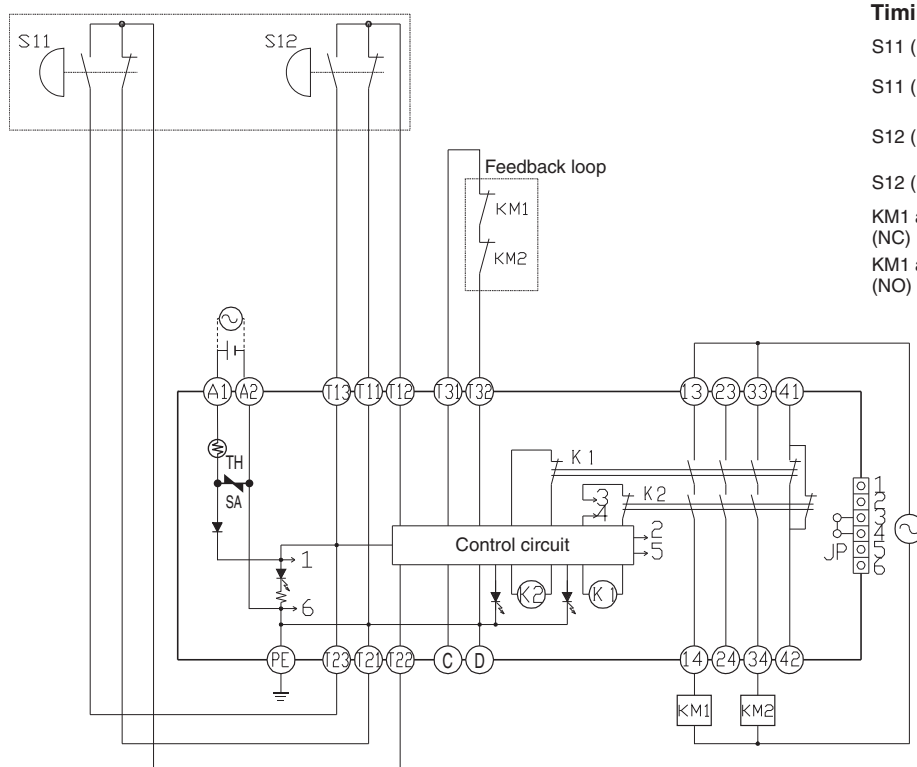 Timi
S11
S12
S11 (
S11 (
S12 (
S12 (
KM1 a
(NC)
KM1 a
(NO)
Feedback loop
KM1
KM2
A1 A2 T13 T11 T12 T31 T32 13 23 33 41
TH
SA
K1
3
K2
4
1
2
3
4
5
6
JP
Control circuit
2
5
1
K2
K1
6
PE T23 T21 T22 C D 14 24 34 42
KM1 KM2